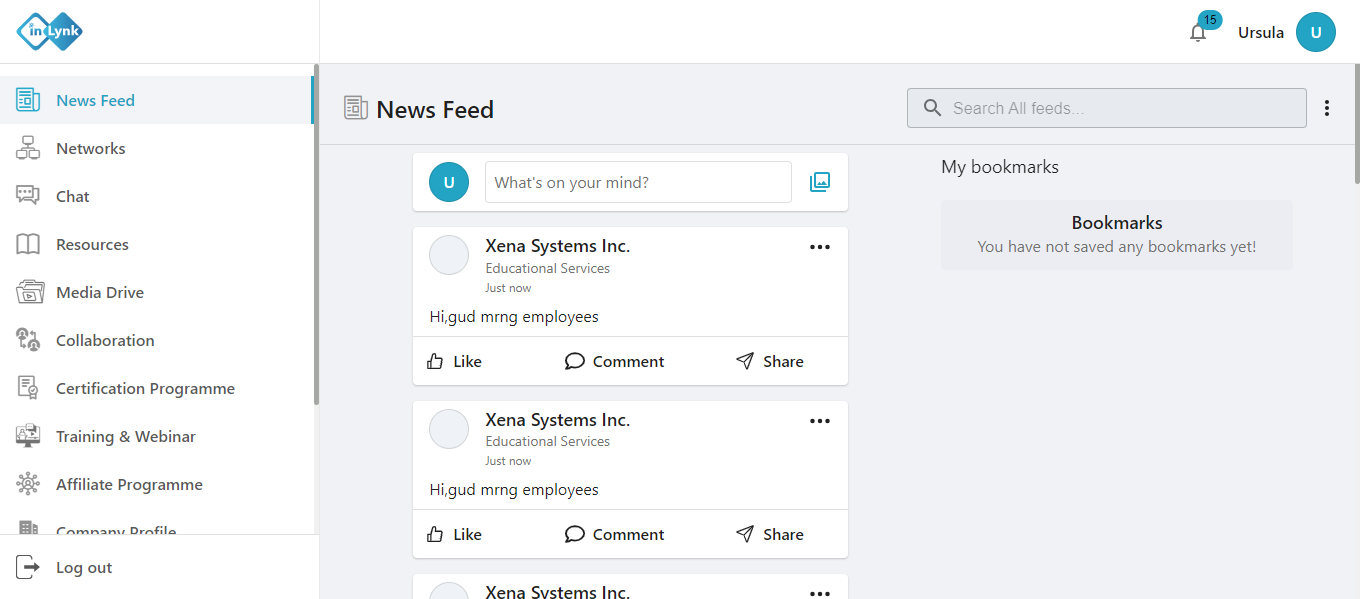 inLynk
15
Ursula
U
News Feed
Networks
Chat
Resources
Media Drive
Collaboration
Certification Programme
Training & Webinar
Affiliate Programme
Company Profile
Log out
News Feed
Search All feeds...
U
What's on your mind?
Xena Systems Inc.
Educational Services
Just now
Hi,gud mrng employees
Like
Comment
Share
Xena Systems Inc.
Educational Services
Just now
Hi,gud mrng employees
Like
Comment
Share
Xena Systems Inc.
My bookmarks
Bookmarks
You have not saved any bookmarks yet!